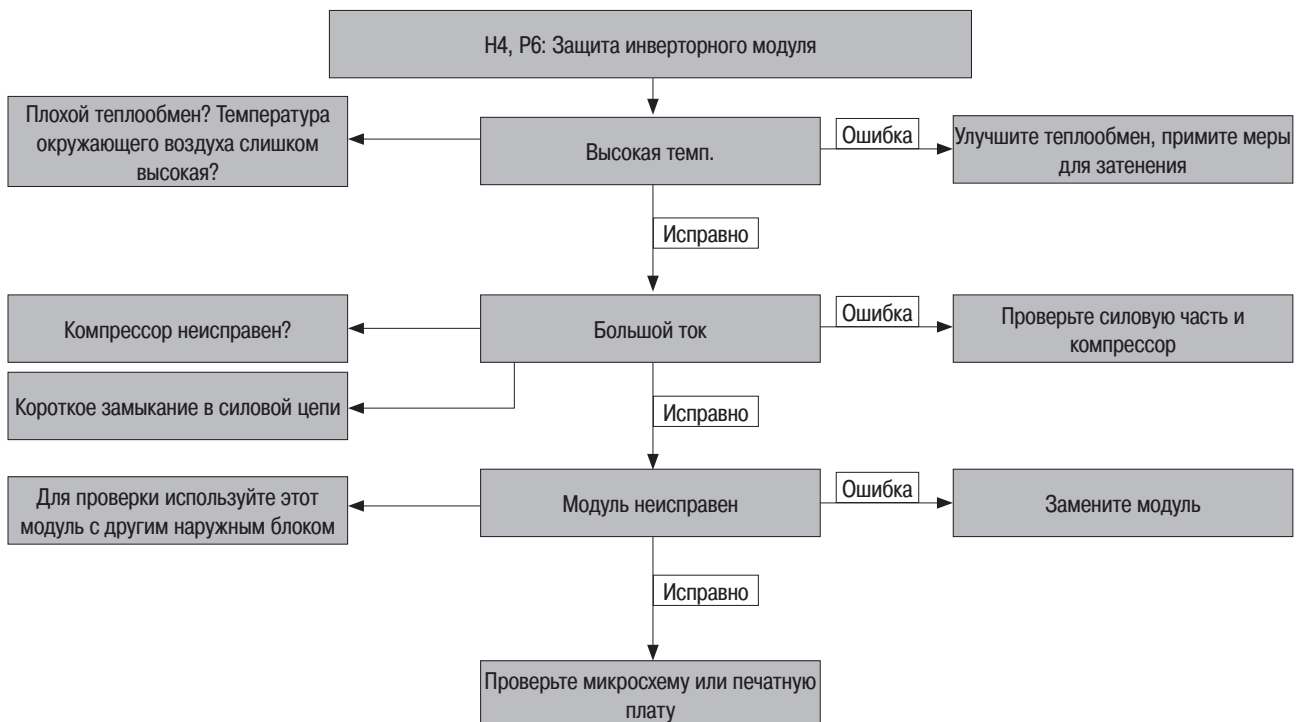 H4, P6: Защита инверторного модуля
Плохой теплообмен? Температура
окружающего воздуха слишком
высокая?
Высокая темп.
Ошибка
Улучшите теплообмен, примите меры
для затенения
Исправно
Компрессор неисправен?
Большой ток
Ошибка
Проверьте силовую часть и
компрессор
Короткое замыкание в силовой цепи
Исправно
Для проверки используйте этот
модуль с другим наружным блоком
Модуль неисправен
Ошибка
Замените модуль
Исправно
Проверьте микросхему или печатную
плату